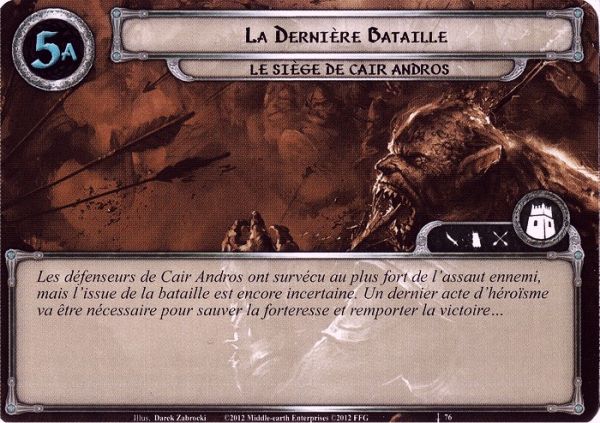 5A
La Dernière Bataille
Le siège de Cair Andros
Les défenseurs de Cair Andros ont survécu au plus fort de l'assaut ennemi,
mais l'issue de la bataille est encore incertaine. Un dernier acte d'héroïsme
va être nécessaire pour sauver la forteresse et remporter la victoire…
Illus. Darek Zabrocki ©2012 Middle-earth Enterprises ©2012 FFG 76